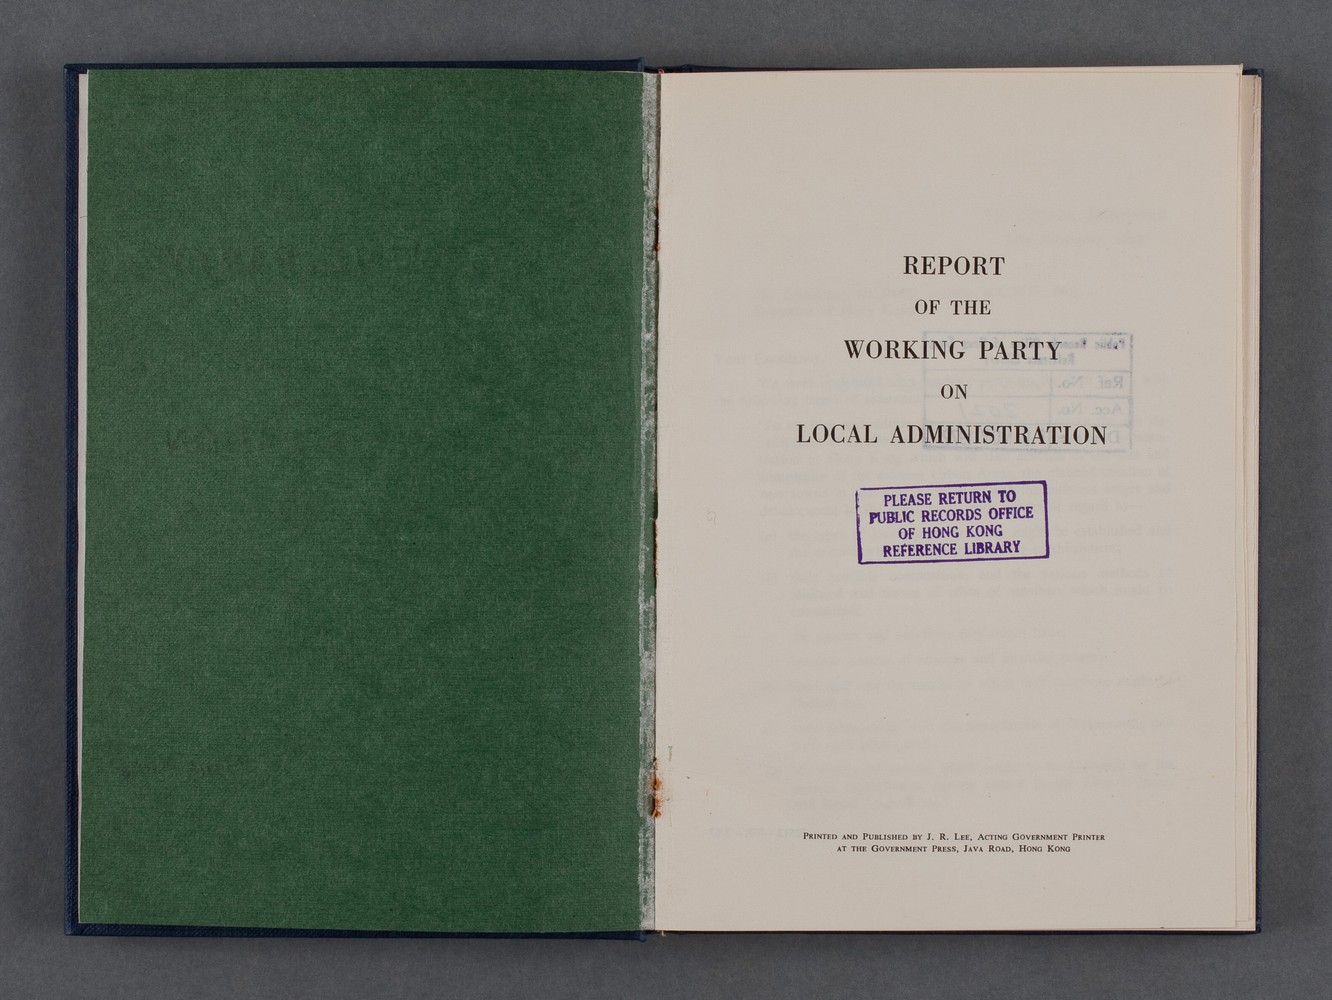 REPORT
OF THE
WORKING PARTY
ON
LOCAL ADMINISTRATION
PLEASE RETURN TO
PUBLIC RECORDS OFFICE
OF HONG KONG
REFERENCE LIBRARY
Printed and Published by J. R. Lee, Acting Government Printer
at the Government Press, Java Road, Hong Kong